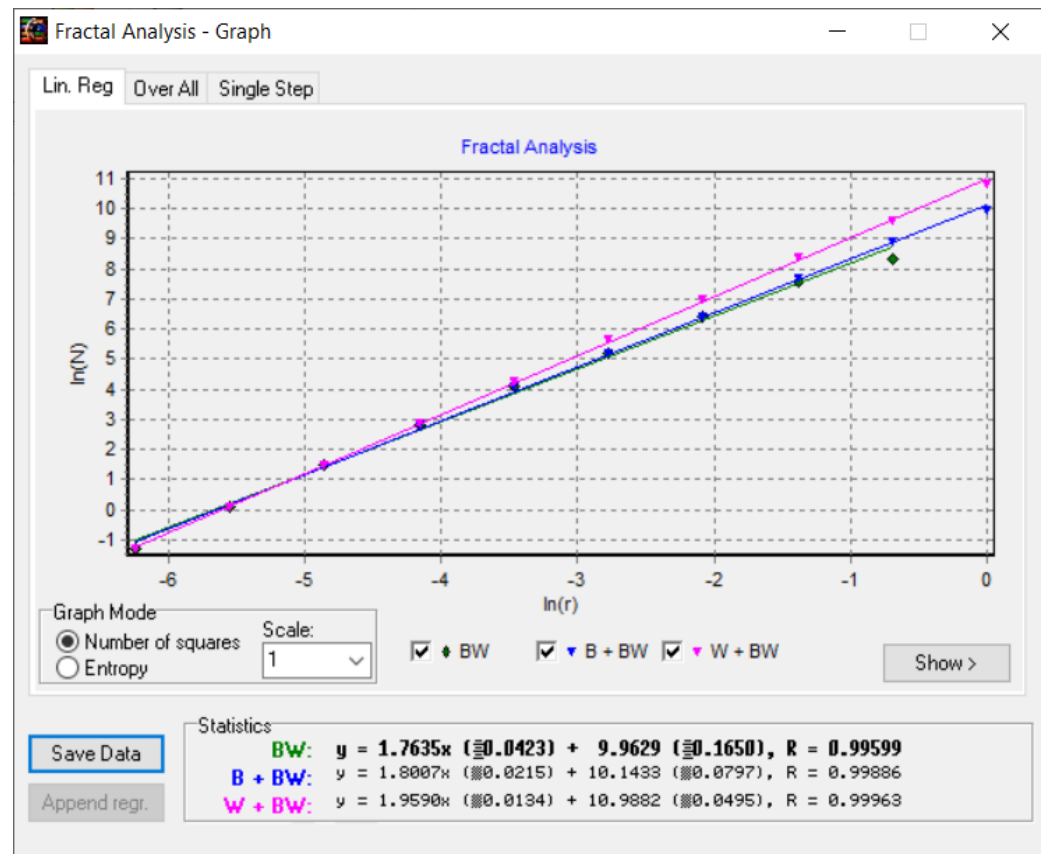 Fractal Analysis - Graph
Lin. Reg Over All Single Step
Fractal Analysis
11
10
9
8
7
6
5
4
3
2
1
0
-1
ln(N)
-6 -5 -4 -3 -2 -1 0
ln(r)
Graph Mode
Number of squares
Entropy
Scale:
1
BW B + BW W + BW
Show >
Save Data
Append regr.
Statistics
BW: y = 1.7635x (0.0423) + 9.9629 (0.1650), R = 0.99599
B + BW: y = 1.8007x (0.0215) + 10.1433 (0.0797), R = 0.99886
W + BW: y = 1.9590x (0.0134) + 10.9882 (0.0495), R = 0.99963